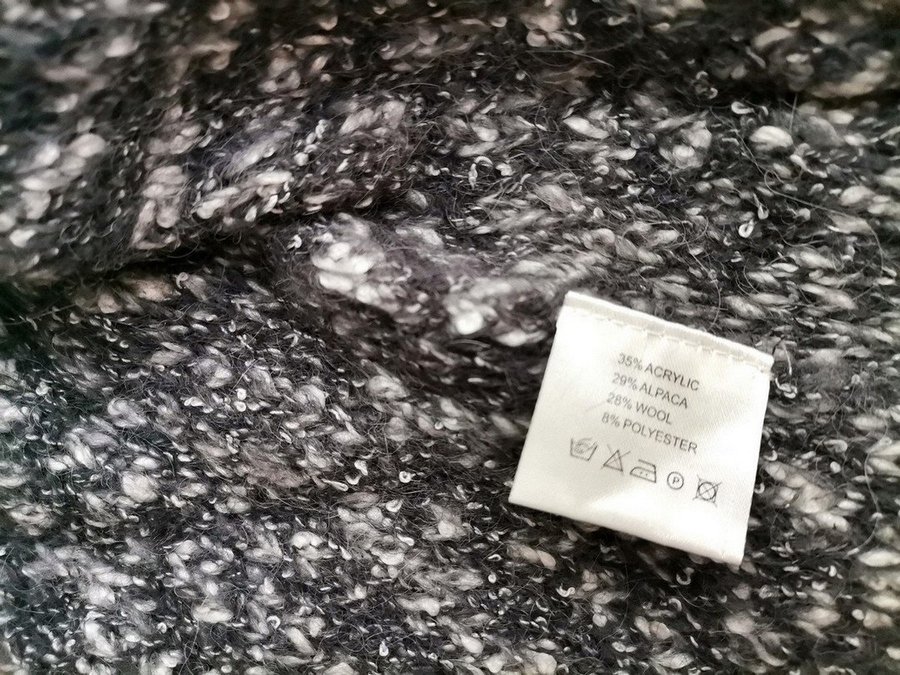 35% ACRYLIC
29% ALPACA
28% WOOL
8% POLYESTER
P